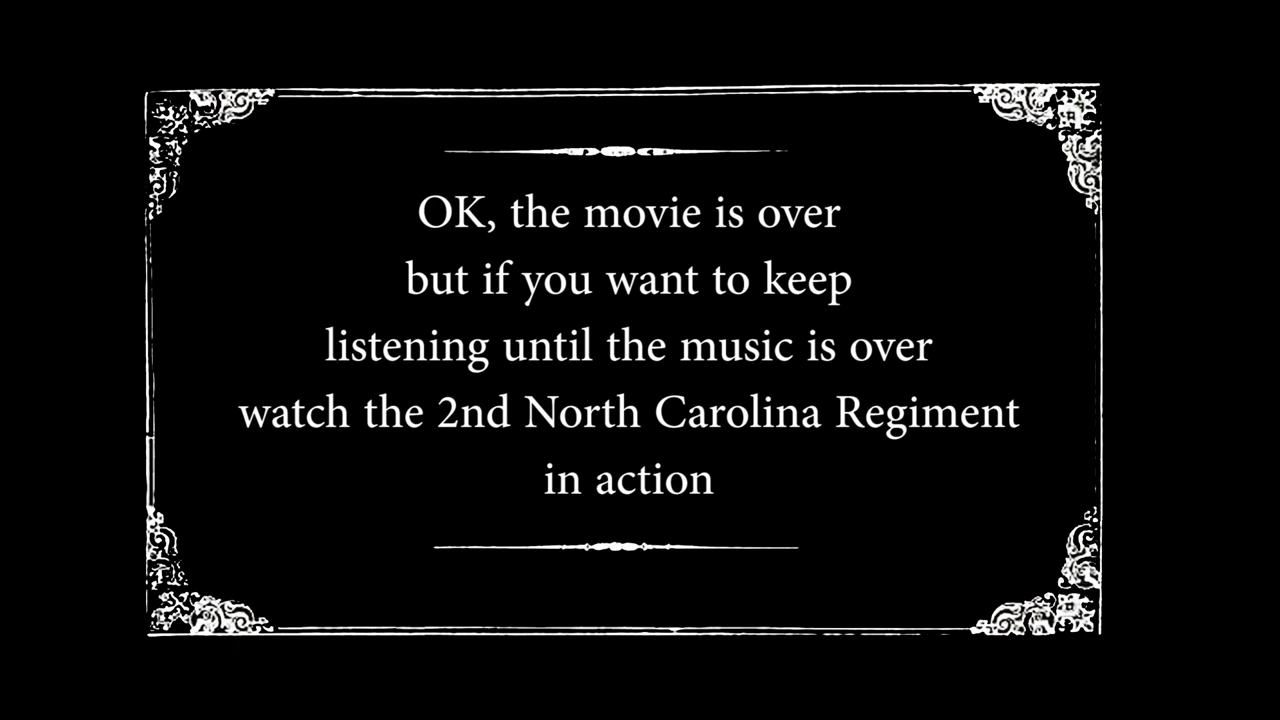 OK, the movie is over
but if you want to keep
listening until the music is over
watch the 2nd North Carolina Regiment
in action